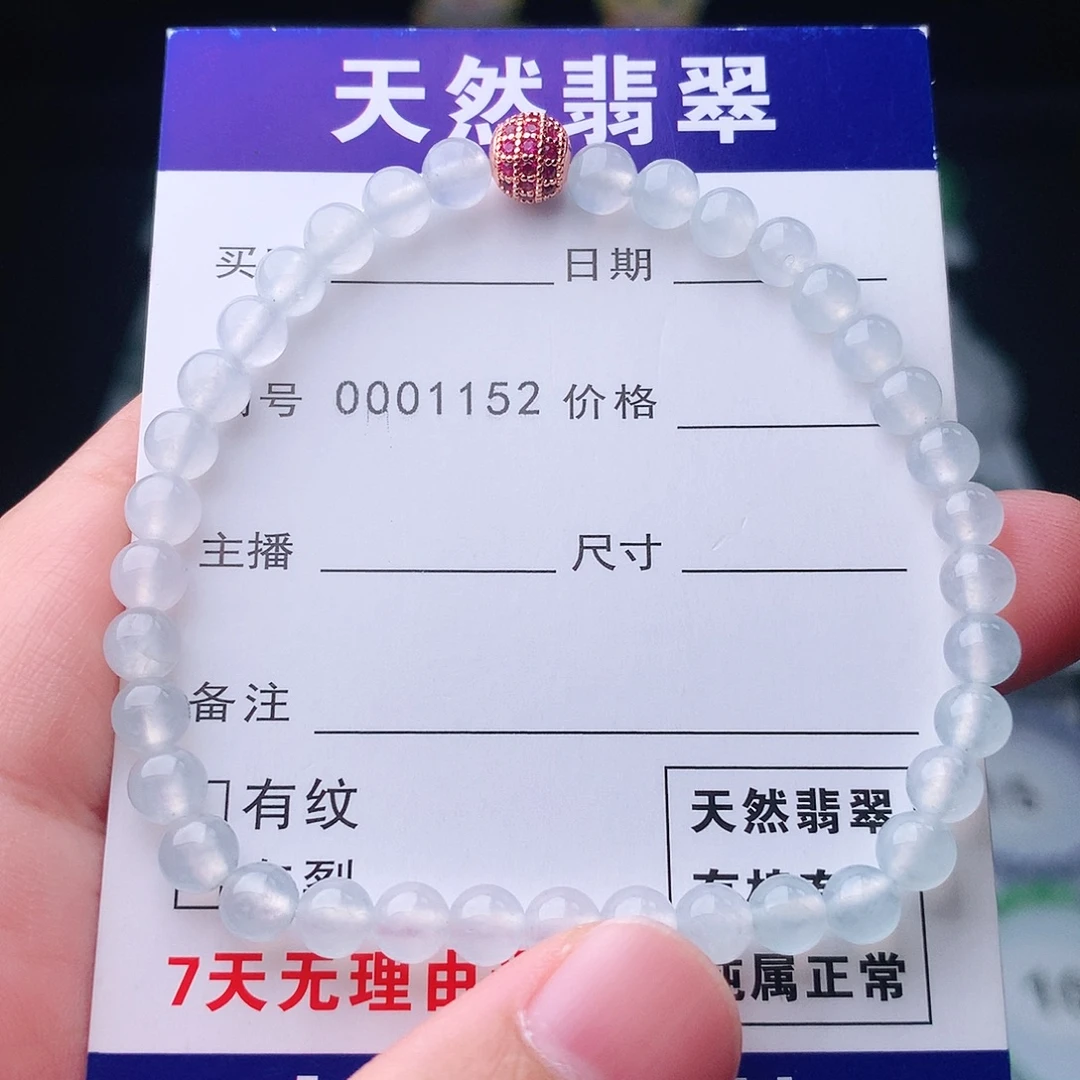 天然翡翠
买 日期
号 0001152 价格
主播 尺寸
备注
有纹
天然翡翠
7天无理由
纯属正常